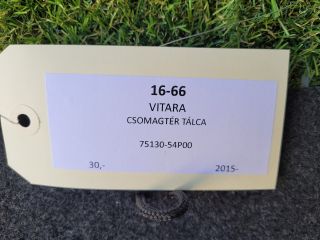 16-66
VITARA
CSOMAGTÉR TÁLCA
75130-54P00
30,- 2015-